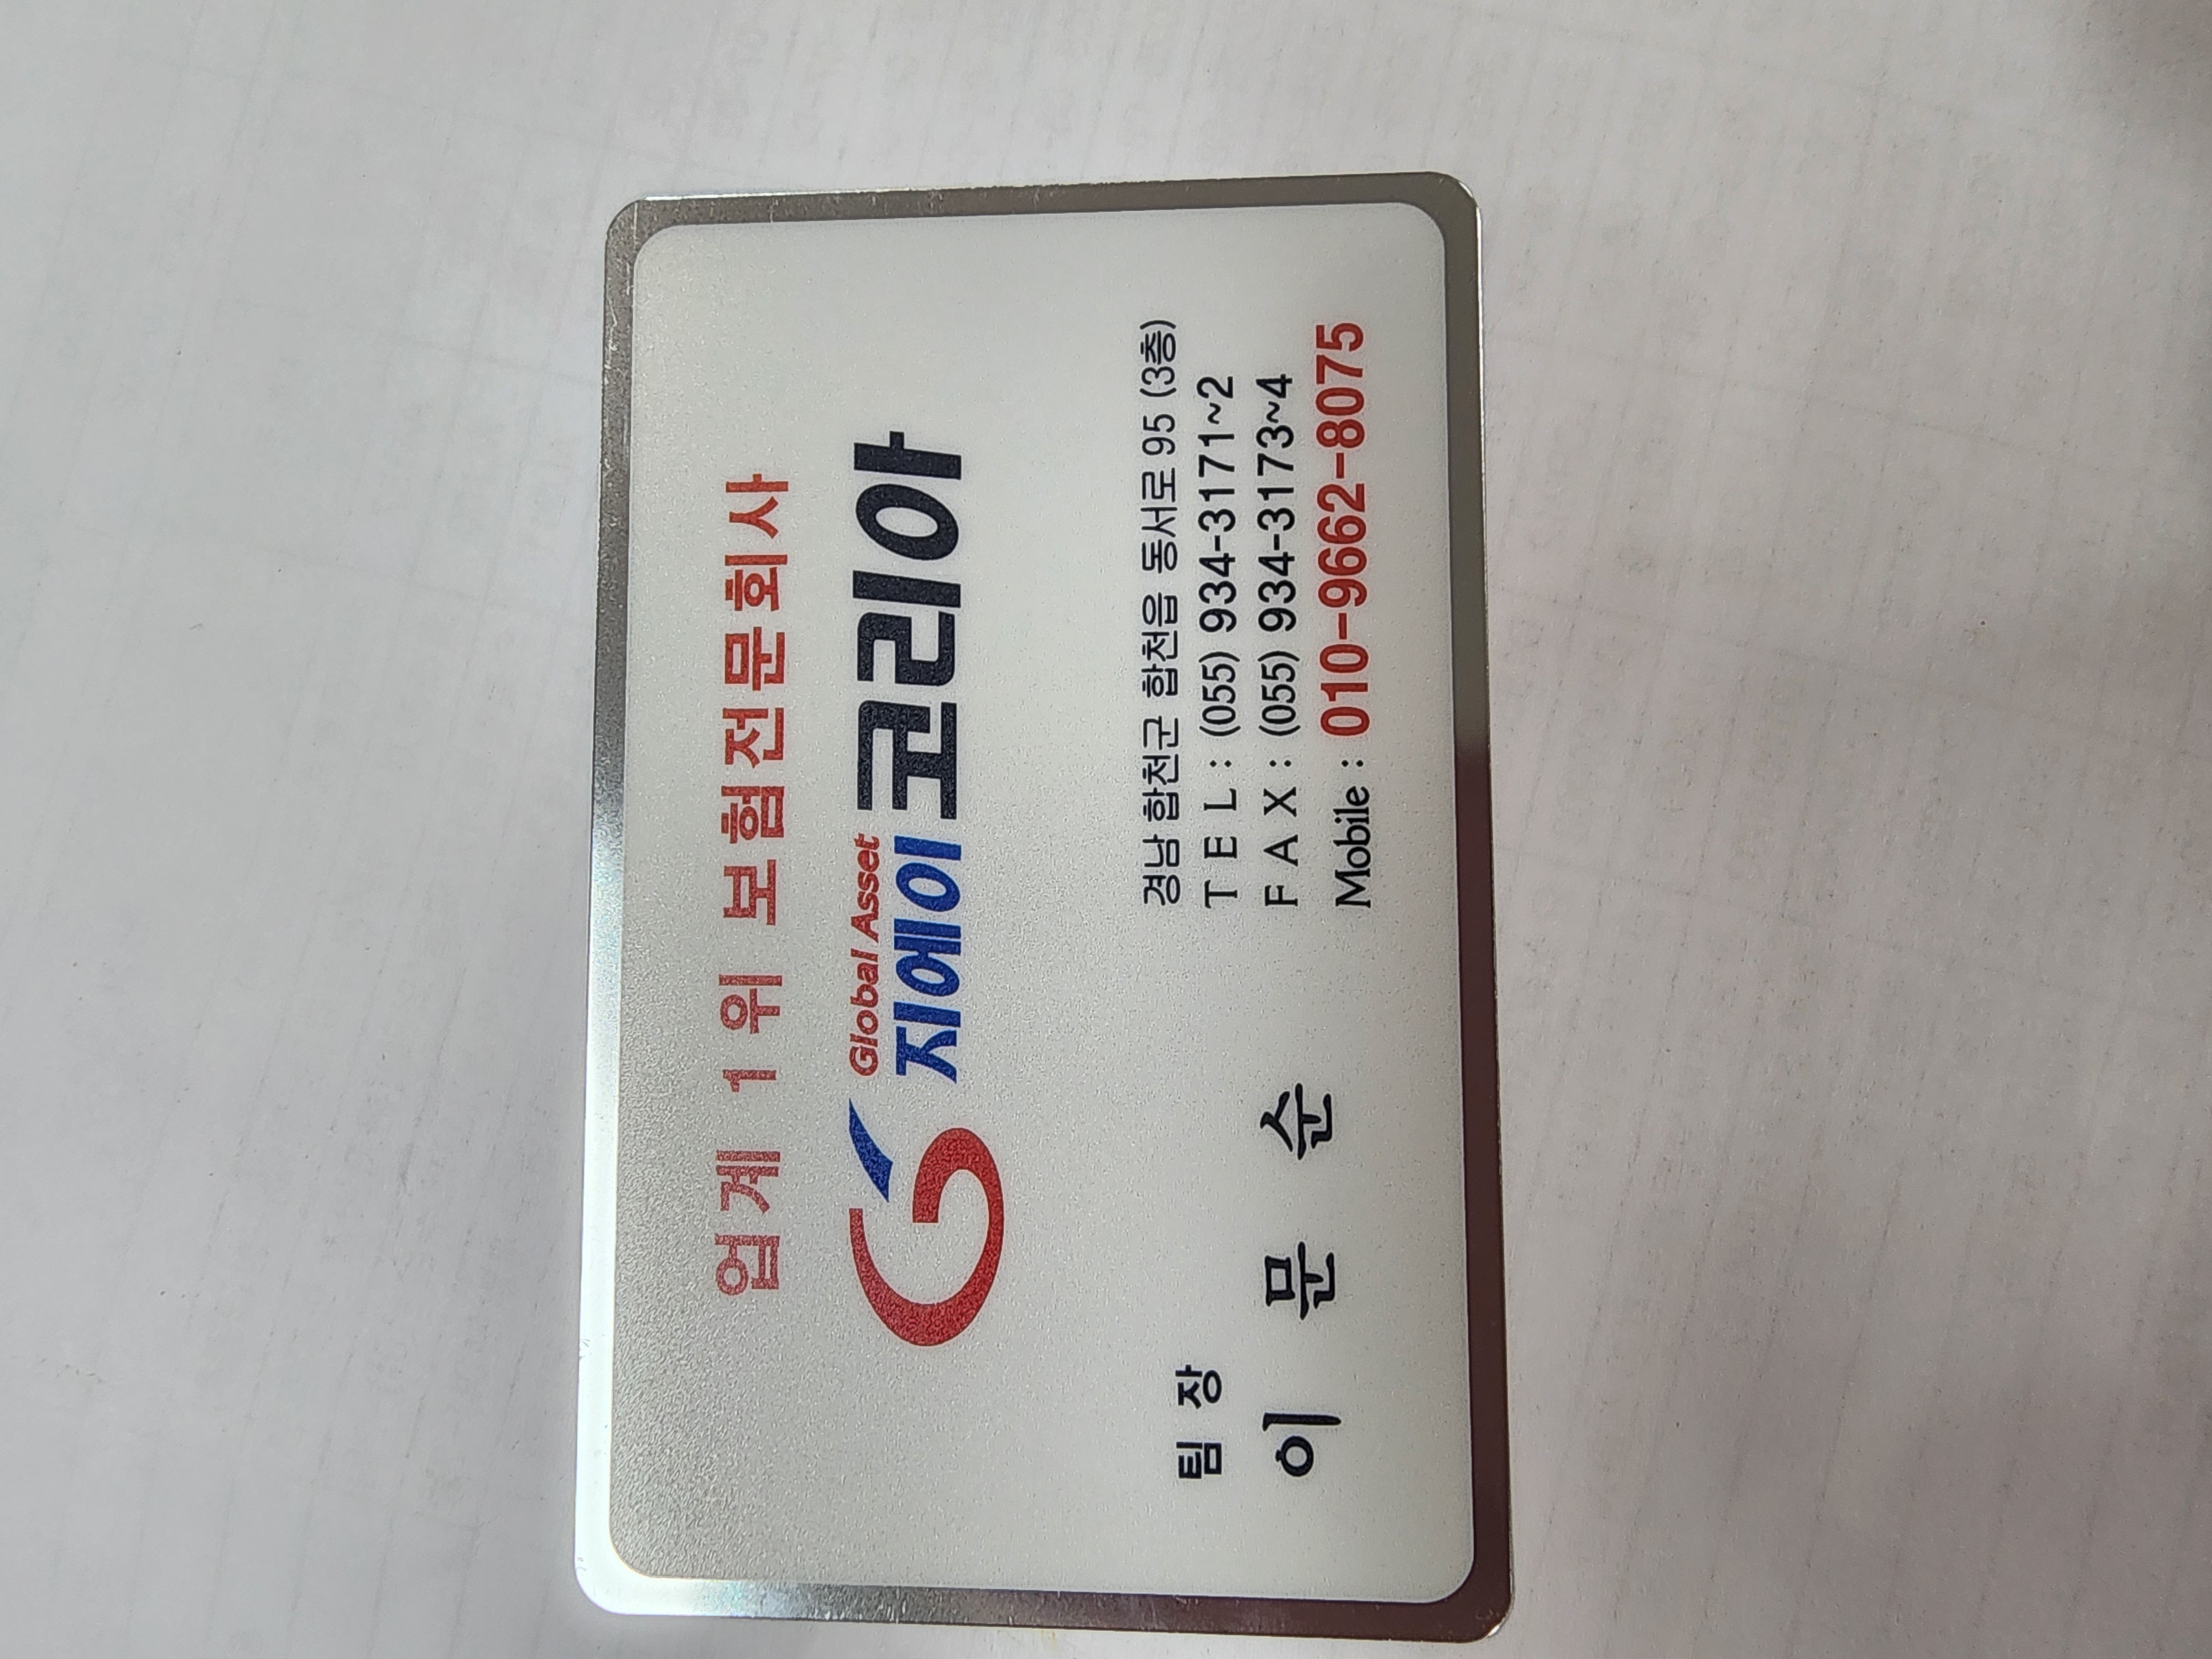 업계 1위 보험전문회사
Global Asset
지에이코리아
경남 합천군 합천읍 동서로 95 (3층)
TEL : (055) 934-3171~2
FAX : (055) 934-3173~4
Mobile : 010-9662-8075
팀장
이문순